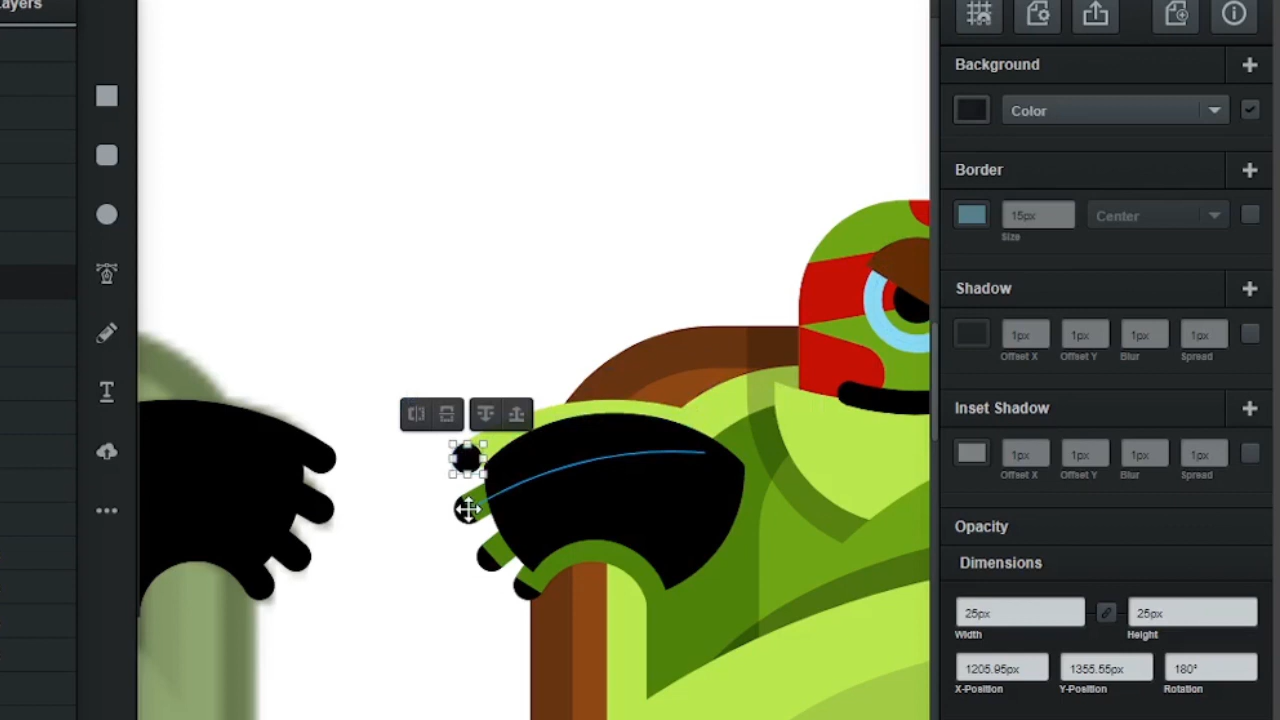 ayers
Background
Color
Border
15px
Center
Size
Shadow
1px 1px 1px 1px
Offset X Offset Y Blur Spread
Inset Shadow
1px 1px 1px 1px
Offset X Offset Y Blur Spread
Opacity
Dimensions
25px 25px
Width Height
1205.95px 1355.55px 180°
X-Position Y-Position Rotation